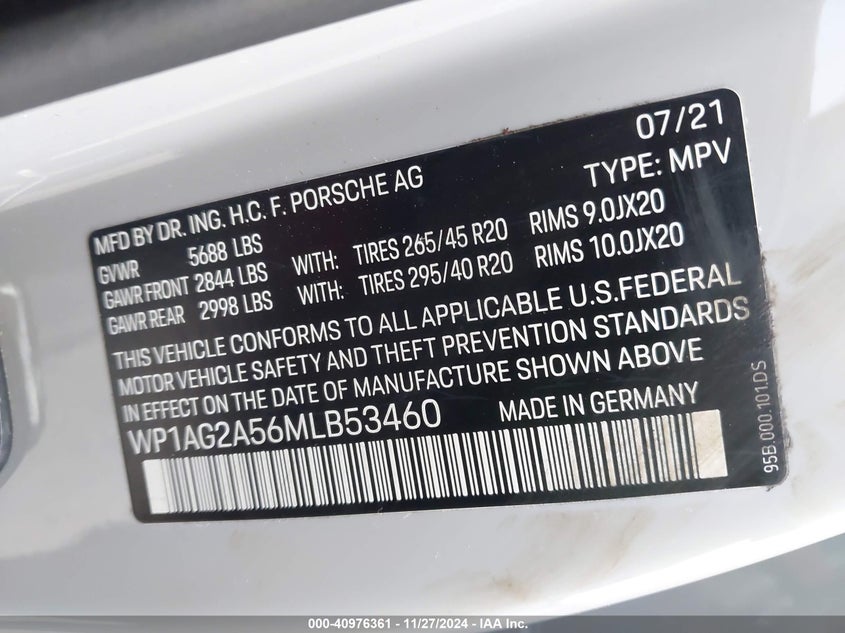 07/21
MFD BY DR. ING. H.C. F. PORSCHE AG TYPE: MPV
GVWR 5688 LBS
GAWR FRONT 2844 LBS WITH: TIRES 265/45 R20 RIMS 9.0JX20
GAWR REAR 2998 LBS WITH: TIRES 295/40 R20 RIMS 10.0JX20
THIS VEHICLE CONFORMS TO ALL APPLICABLE U.S.FEDERAL
MOTOR VEHICLE SAFETY AND THEFT PREVENTION STANDARDS
IN EFFECT ON THE DATE OF MANUFACTURE SHOWN ABOVE
WP1AG2A56MLB53460 MADE IN GERMANY
95B.000.101.DS
000-40976361 - 11/27/2024 - IAA Inc.